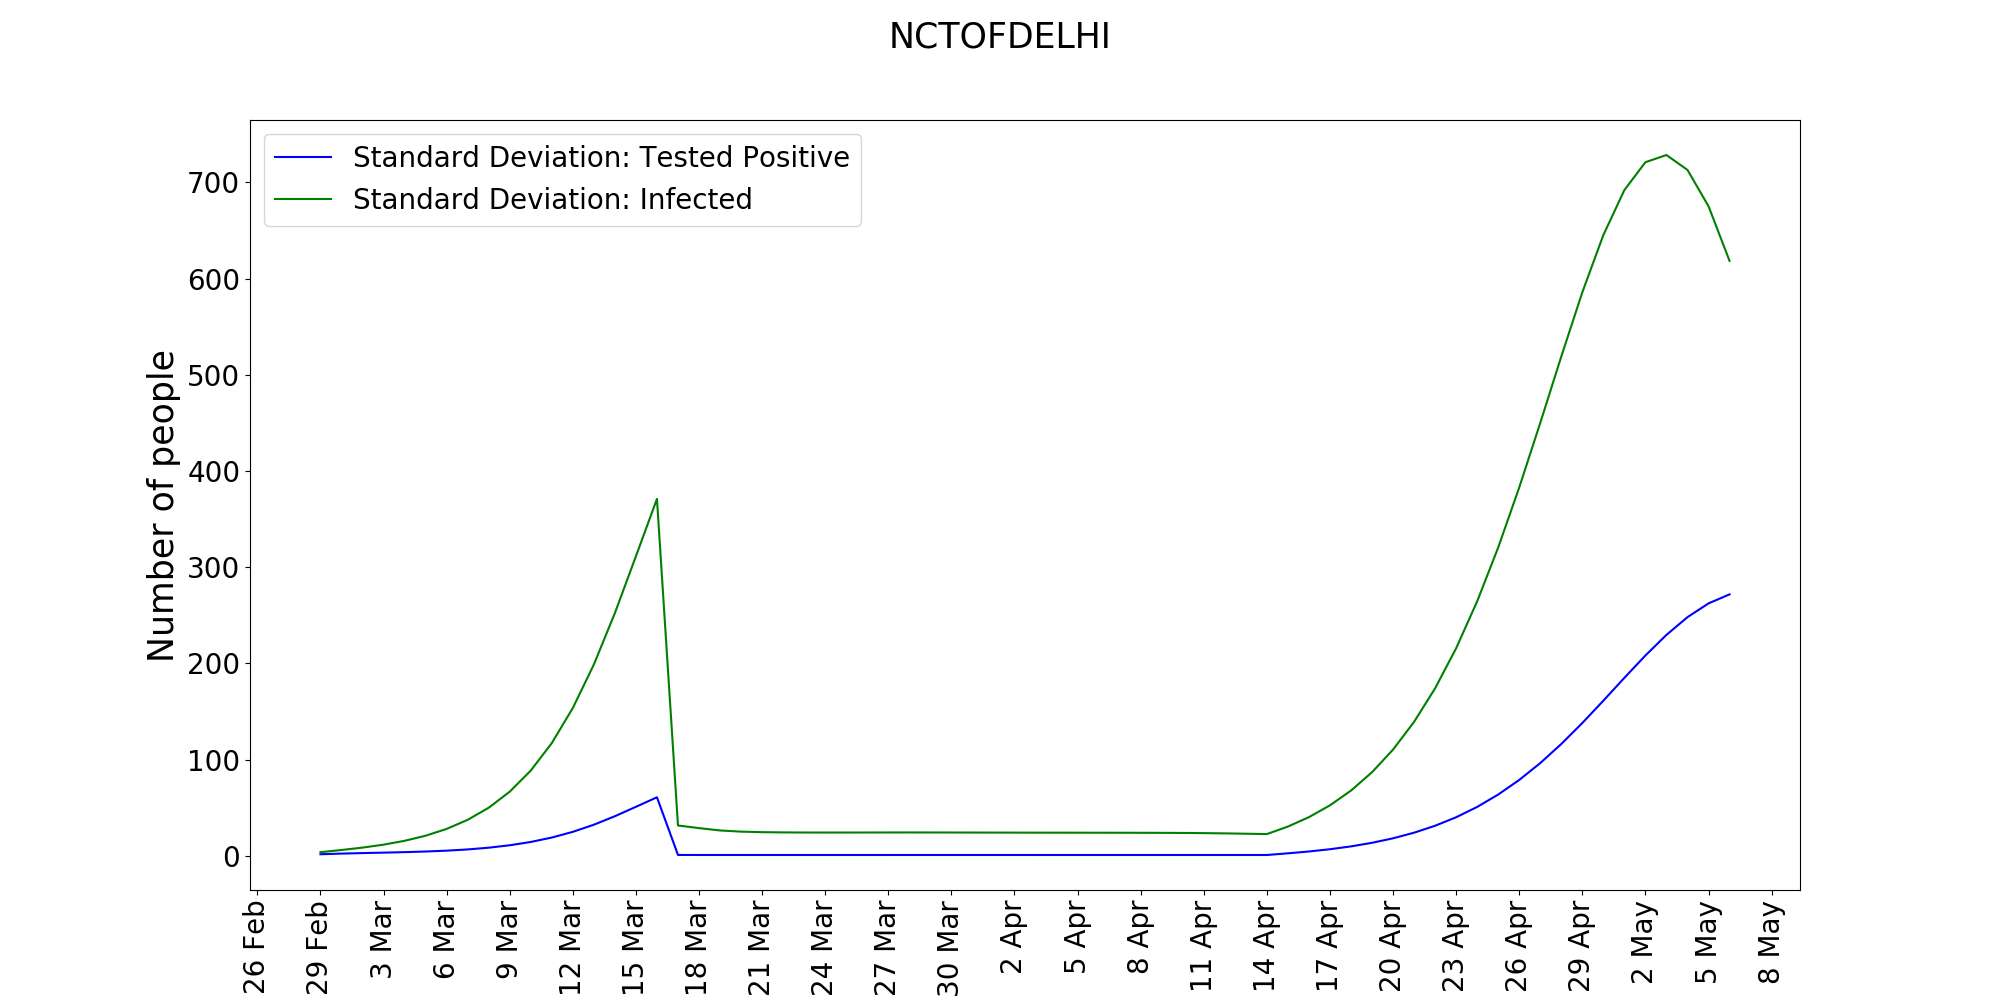 NCTOFDELHI
Standard Deviation: Tested Positive
Standard Deviation: Infected
Number of people
700
600
500
400
300
200
100
0
26 Feb
29 Feb
3 Mar
6 Mar
9 Mar
12 Mar
15 Mar
18 Mar
21 Mar
24 Mar
27 Mar
30 Mar
2 Apr
5 Apr
8 Apr
11 Apr
14 Apr
17 Apr
20 Apr
23 Apr
26 Apr
29 Apr
2 May
5 May
8 May